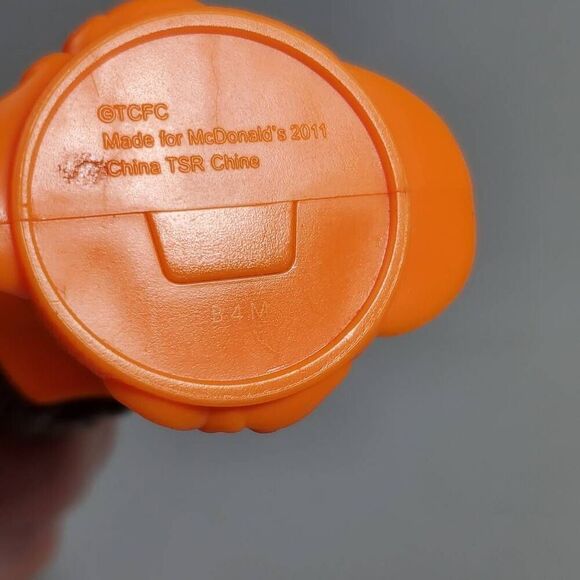 ©TCFC
Made for McDonald's 2011
China TSR Chine
B4M